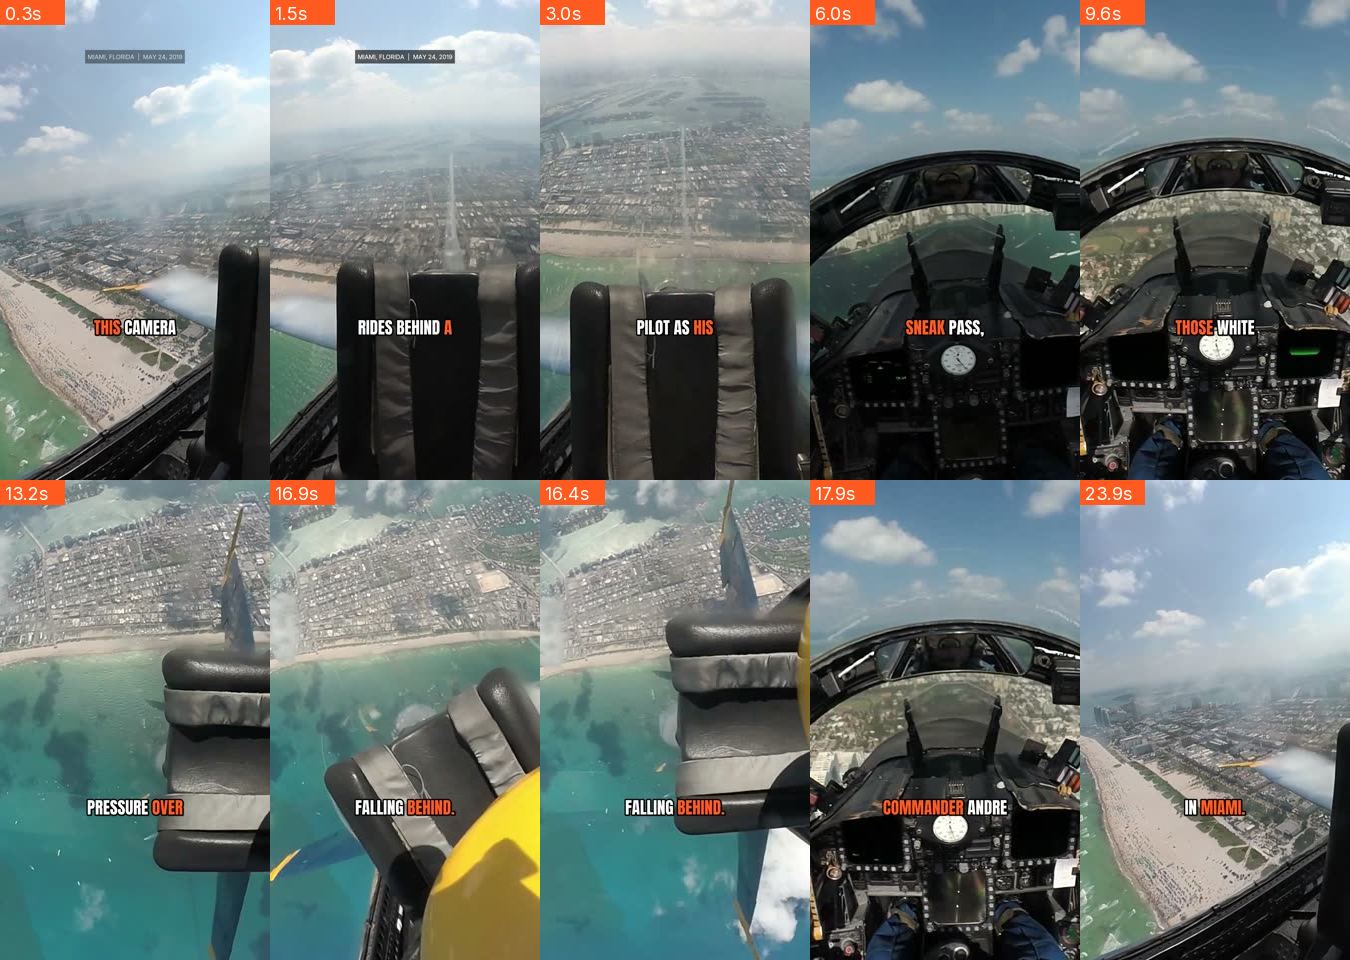 0.3s
MIAMI, FLORIDA | MAY 24, 2019
THIS CAMERA
1.5s
MIAMI, FLORIDA | MAY 24, 2019
RIDES BEHIND A
3.0s
PILOT AS HIS
6.0s
SNEAK PASS,
9.6s
THOSE WHITE
13.2s
PRESSURE OVER
16.9s
FALLING BEHIND.
16.4s
FALLING BEHIND.
17.9s
COMMANDER ANDRE
23.9s
IN MIAMI.